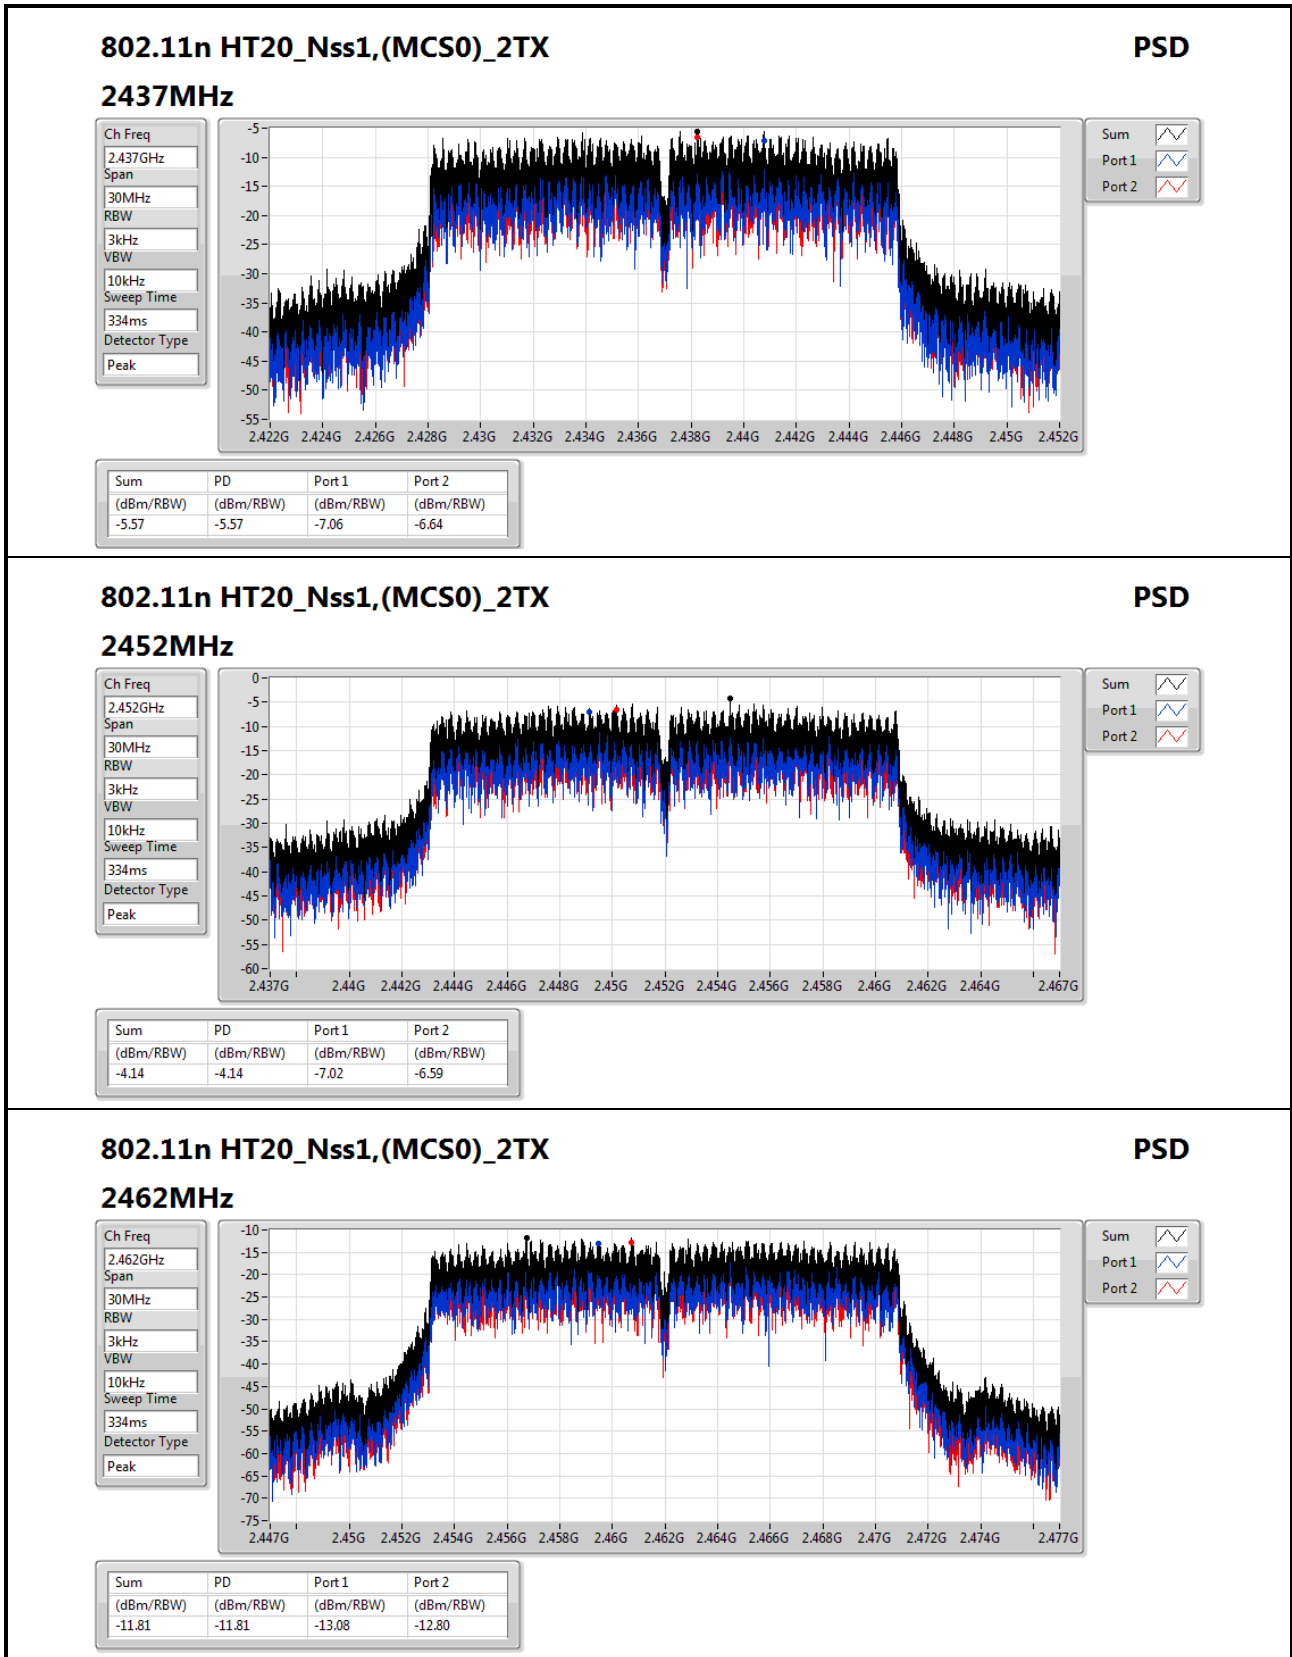 802.11n HT20_Nss1,(MCS0)_2TX PSD
2437MHz
Ch Freq
2.437GHz
Span
30MHz
RBW
3kHz
VBW
10kHz
Sweep Time
334ms
Detector Type
Peak
-5
-10
-15
-20
-25
-30
-35
-40
-45
-50
-55
2.422G 2.424G 2.426G 2.428G 2.43G 2.432G 2.434G 2.436G 2.438G 2.44G 2.442G 2.444G 2.446G 2.448G 2.45G 2.452G
Sum
Port 1
Port 2
Sum PD Port 1 Port 2
(dBm/RBW) (dBm/RBW) (dBm/RBW) (dBm/RBW)
-5.57 -5.57 -7.06 -6.64
802.11n HT20_Nss1,(MCS0)_2TX PSD
2452MHz
Ch Freq
2.452GHz
Span
30MHz
RBW
3kHz
VBW
10kHz
Sweep Time
334ms
Detector Type
Peak
0
-5
-10
-15
-20
-25
-30
-35
-40
-45
-50
-55
-60
2.437G 2.44G 2.442G 2.444G 2.446G 2.448G 2.45G 2.452G 2.454G 2.456G 2.458G 2.46G 2.462G 2.464G 2.467G
Sum
Port 1
Port 2
Sum PD Port 1 Port 2
(dBm/RBW) (dBm/RBW) (dBm/RBW) (dBm/RBW)
-4.14 -4.14 -7.02 -6.59
802.11n HT20_Nss1,(MCS0)_2TX PSD
2462MHz
Ch Freq
2.462GHz
Span
30MHz
RBW
3kHz
VBW
10kHz
Sweep Time
334ms
Detector Type
Peak
-10
-15
-20
-25
-30
-35
-40
-45
-50
-55
-60
-65
-70
-75
2.447G 2.45G 2.452G 2.454G 2.456G 2.458G 2.46G 2.462G 2.464G 2.466G 2.468G 2.47G 2.472G 2.474G 2.477G
Sum
Port 1
Port 2
Sum PD Port 1 Port 2
(dBm/RBW) (dBm/RBW) (dBm/RBW) (dBm/RBW)
-11.81 -11.81 -13.08 -12.80